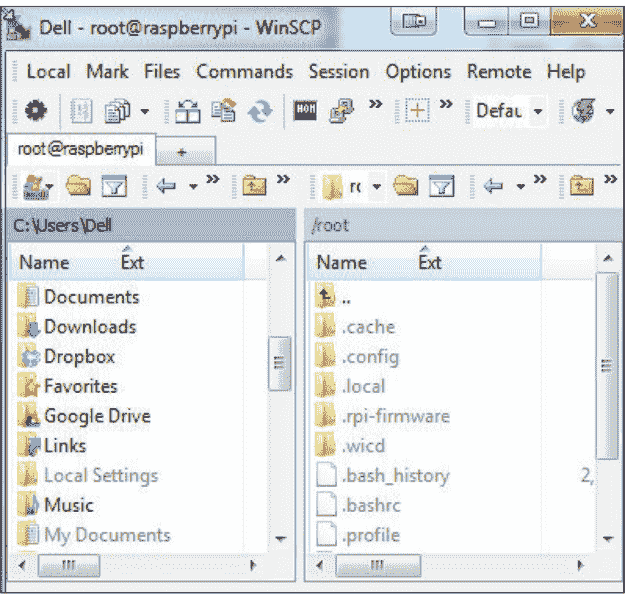 Dell - root@raspberrypi - WinSCP
Local Mark Files Commands Session Options Remote Help
Defau
root@raspberrypi +
C:\Users\Dell
/root
Name Ext
Documents
Downloads
Dropbox
Favorites
Google Drive
Links
Local Settings
Music
My Documents
Name Ext
..
.cache
.config
.local
.rpi-firmware
.wicd
.bash_history 2,
.bashrc
.profile